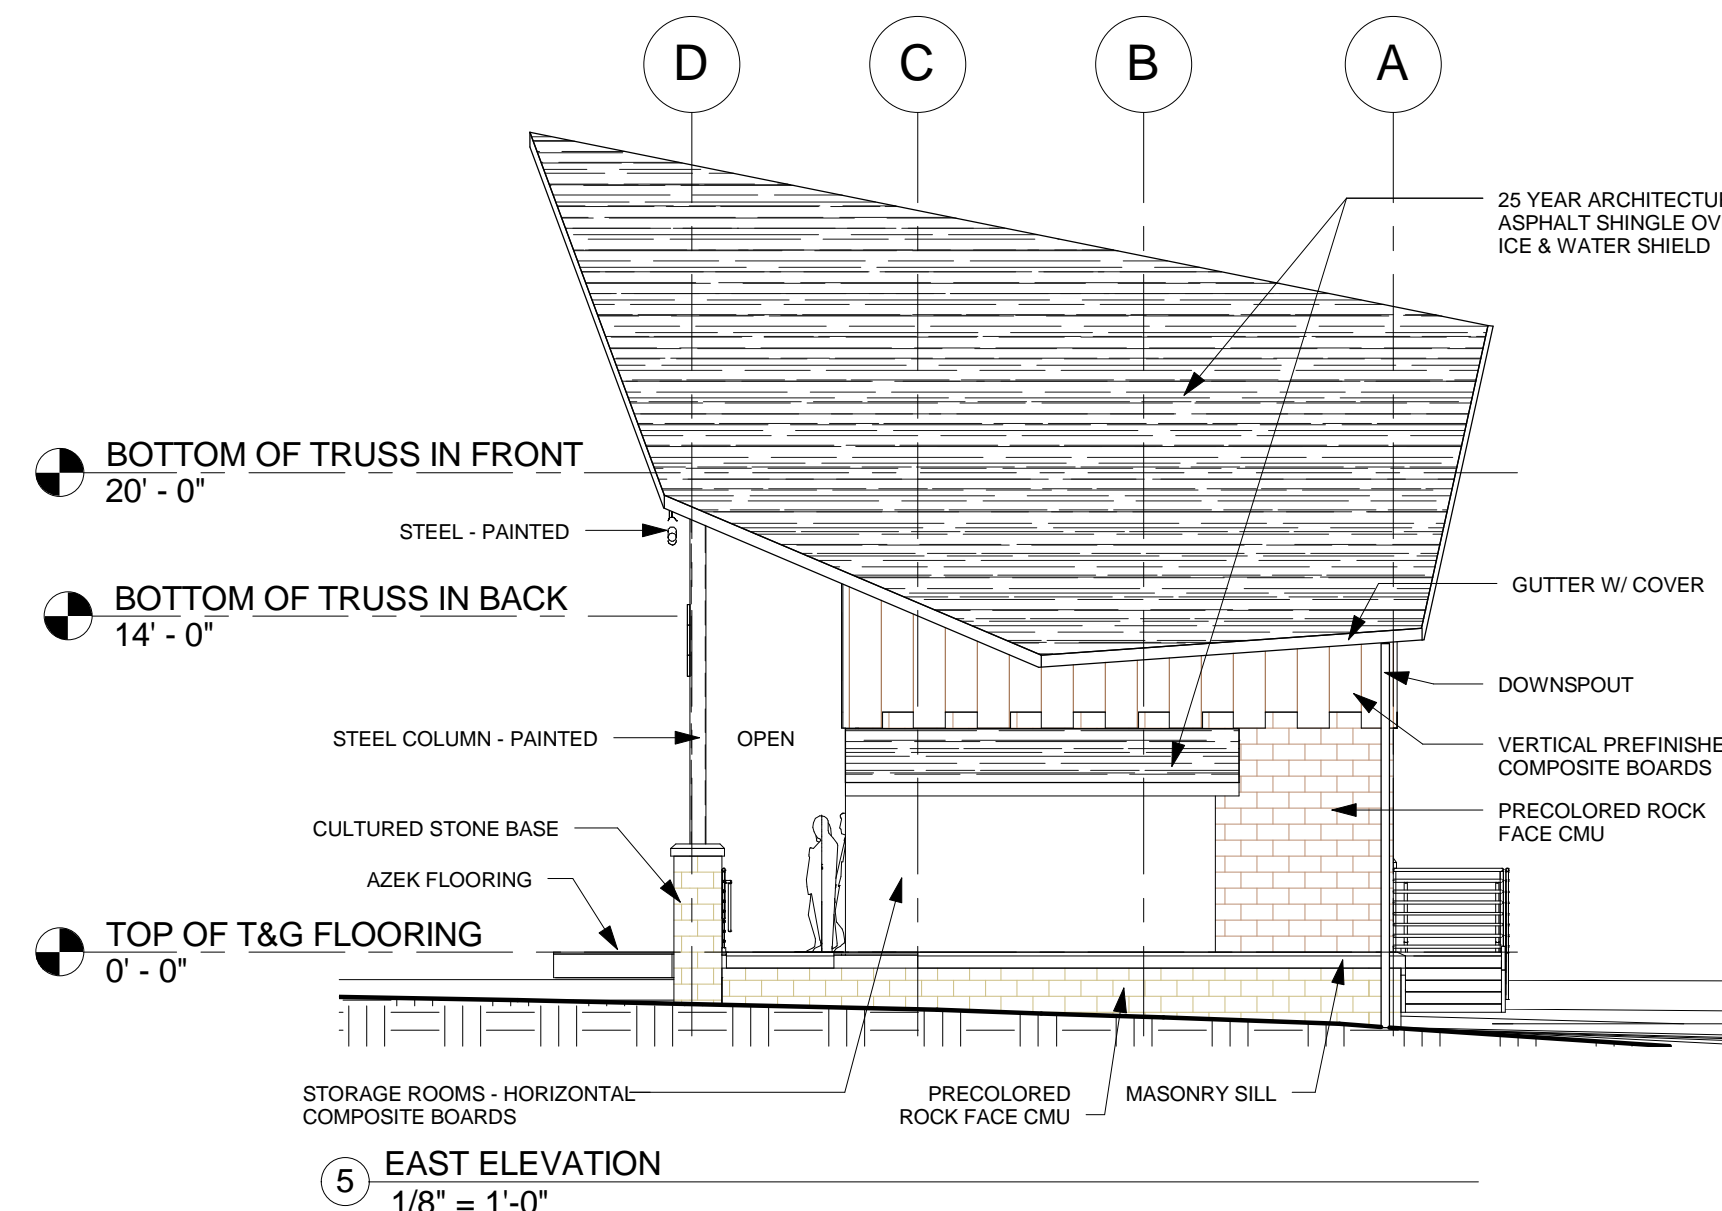 D C B A
25 YEAR ARCHITECTU
ASPHALT SHINGLE OV
ICE & WATER SHIELD
BOTTOM OF TRUSS IN FRONT
20' - 0"
STEEL - PAINTED
BOTTOM OF TRUSS IN BACK
14' - 0"
GUTTER W/ COVER
DOWNSPOUT
STEEL COLUMN - PAINTED
OPEN
VERTICAL PREFINISHE
COMPOSITE BOARDS
PRECOLORED ROCK
FACE CMU
CULTURED STONE BASE
AZEK FLOORING
TOP OF T&G FLOORING
0' - 0"
STORAGE ROOMS - HORIZONTAL
COMPOSITE BOARDS
PRECOLORED
ROCK FACE CMU
MASONRY SILL
5 EAST ELEVATION
1/8" = 1'-0"